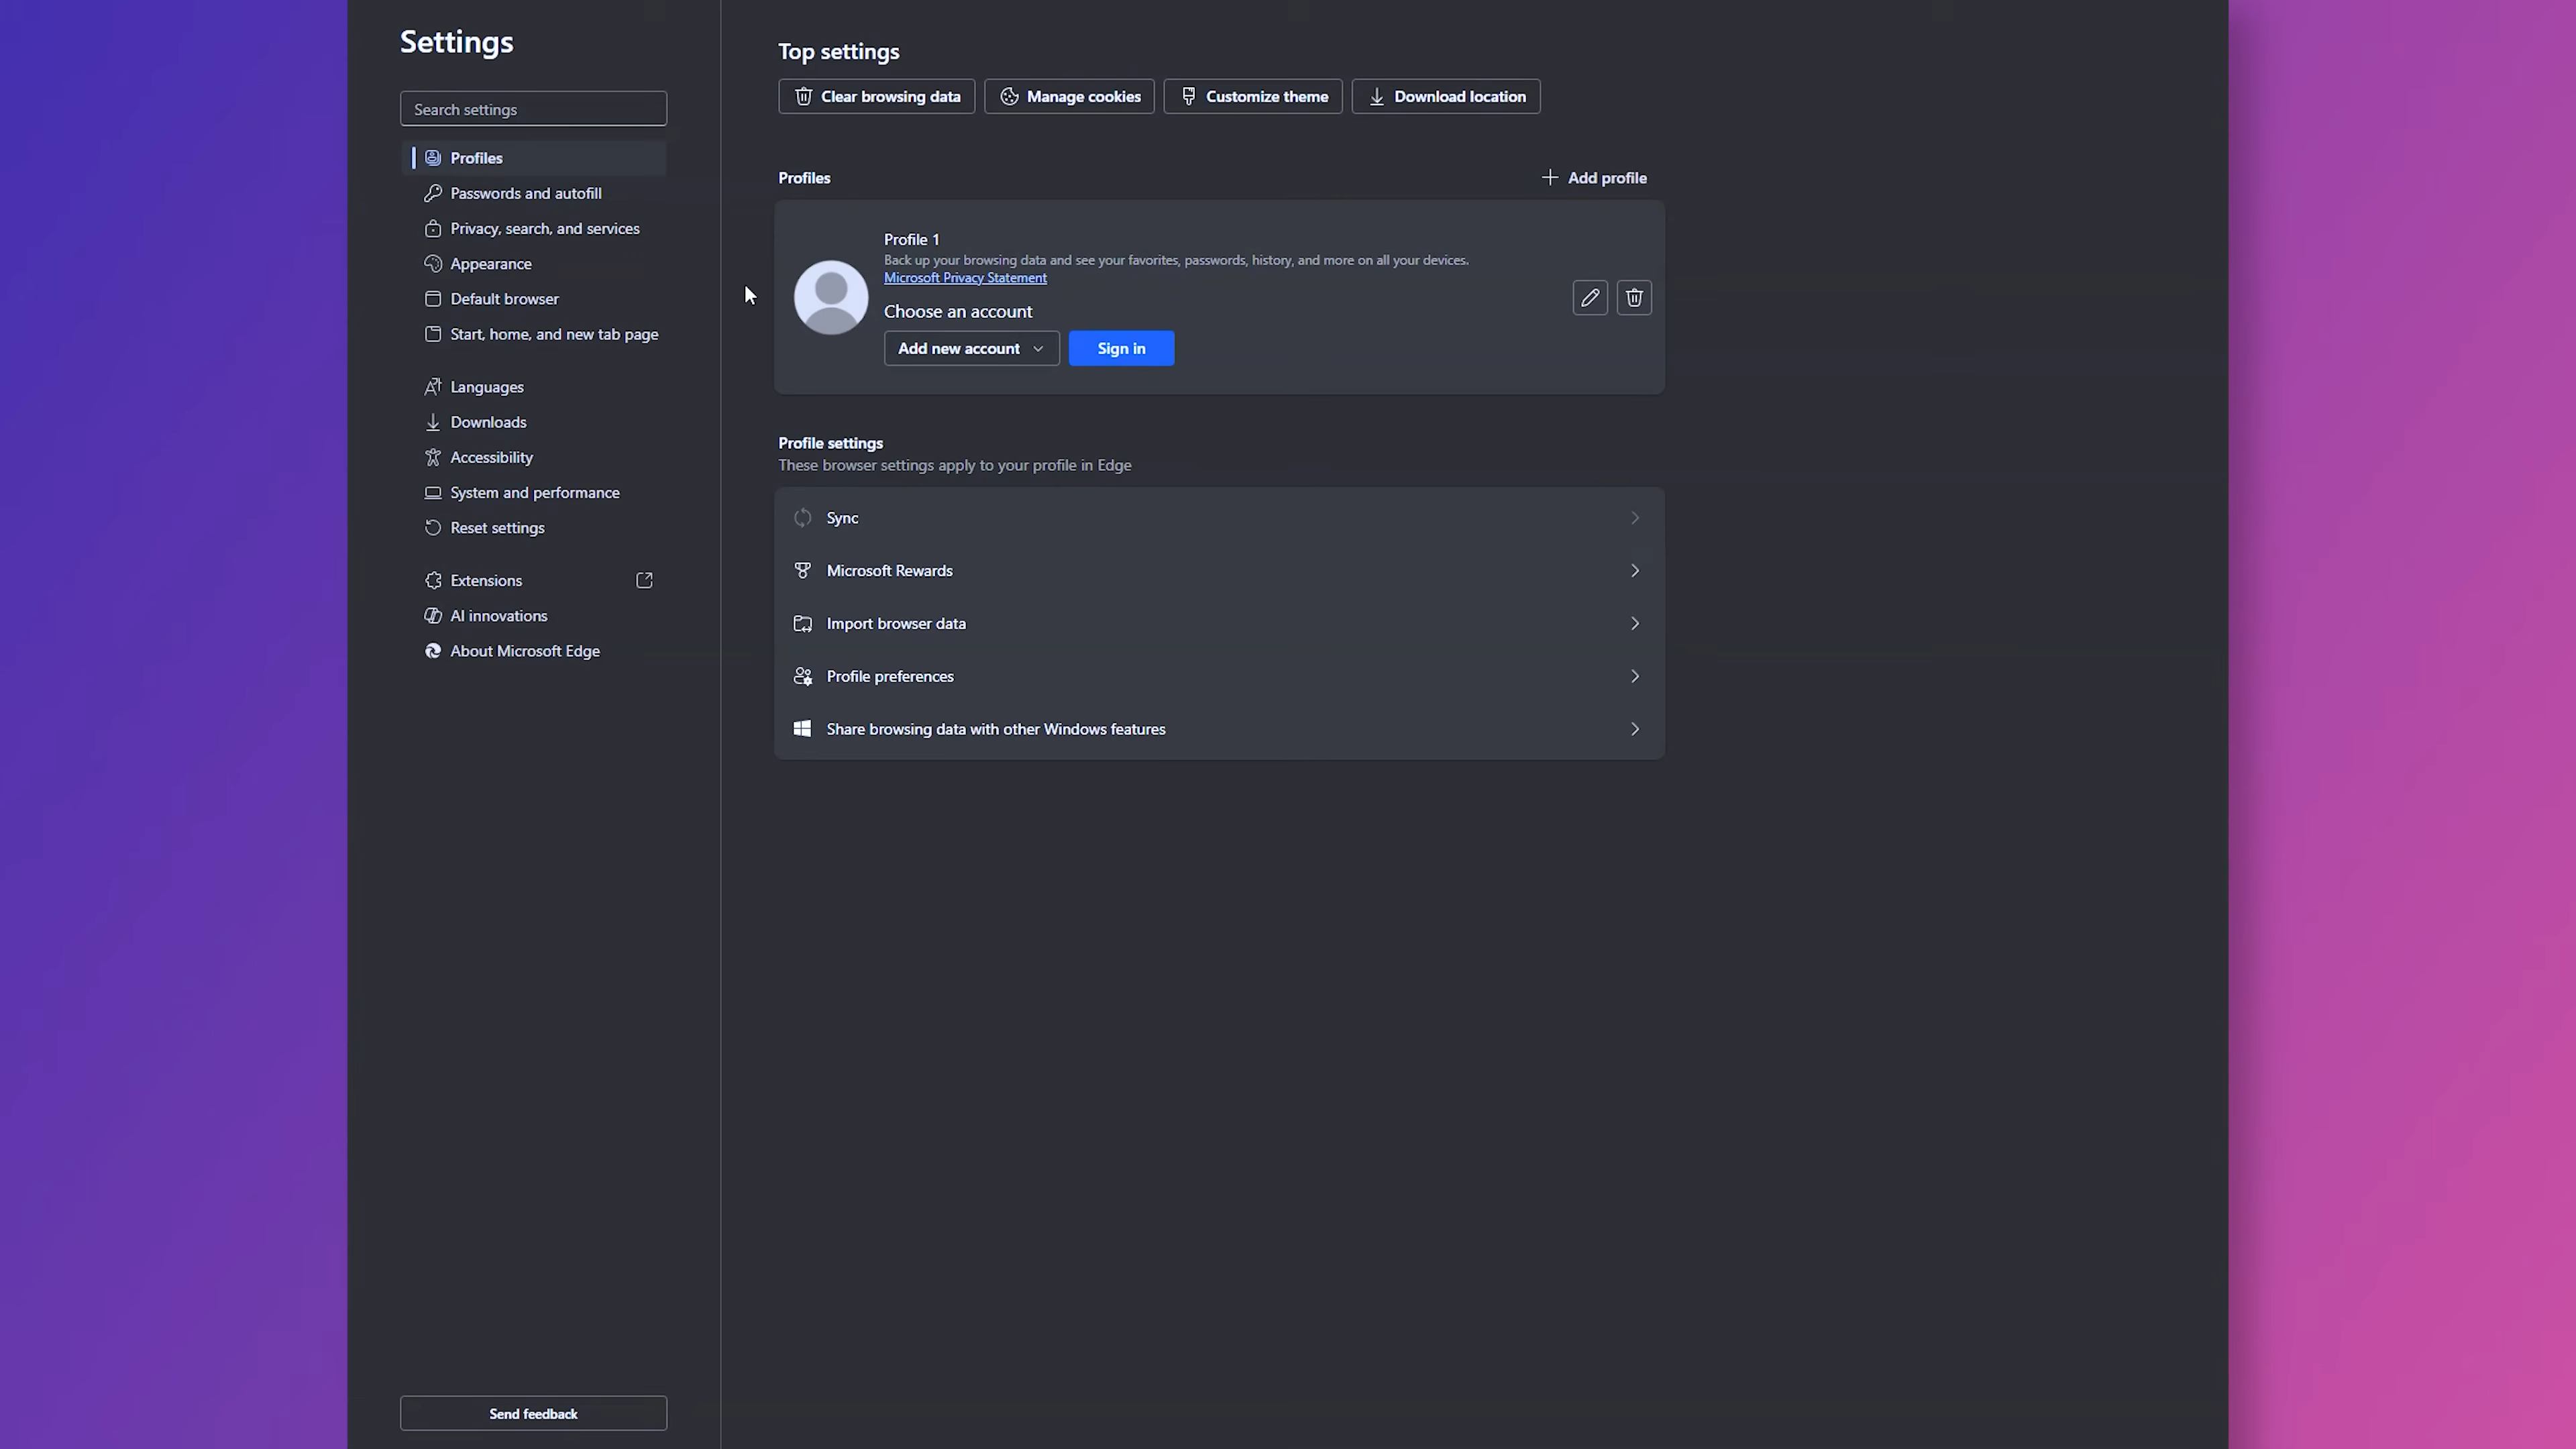 Settings
Search settings
Profiles
Passwords and autofill
Privacy, search, and services
Appearance
Default browser
Start, home, and new tab page
Languages
Downloads
Accessibility
System and performance
Reset settings
Extensions
AI innovations
About Microsoft Edge
Send feedback
Top settings
Clear browsing data
Manage cookies
Customize theme
Download location
Profiles
Add profile
Profile 1
Back up your browsing data and see your favorites, passwords, history, and more on all your devices.
Microsoft Privacy Statement
Choose an account
Add new account
Sign in
Profile settings
These browser settings apply to your profile in Edge
Sync
Microsoft Rewards
Import browser data
Profile preferences
Share browsing data with other Windows features